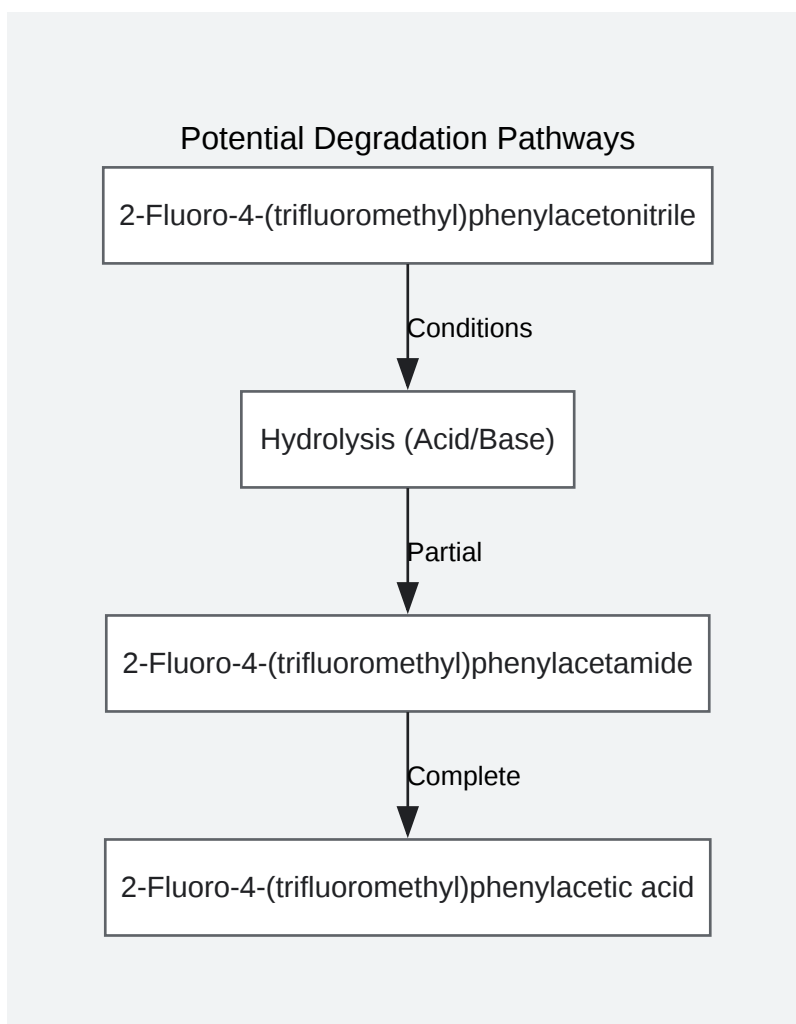 Potential Degradation Pathways
2-Fluoro-4-(trifluoromethyl)phenylacetonitrile
Conditions
Hydrolysis (Acid/Base)
Partial
2-Fluoro-4-(trifluoromethyl)phenylacetamide
Complete
2-Fluoro-4-(trifluoromethyl)phenylacetic acid